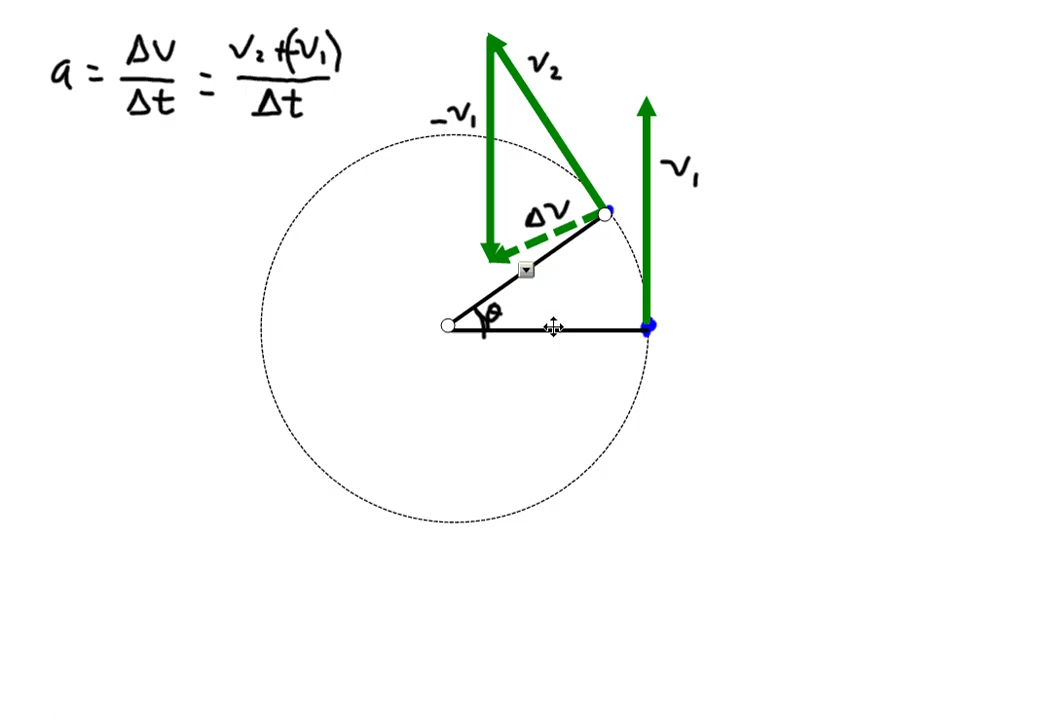 a = Δv/Δt = v₂+(-v₁)/Δt
v₂
-v₁
v₁
Δv
θ